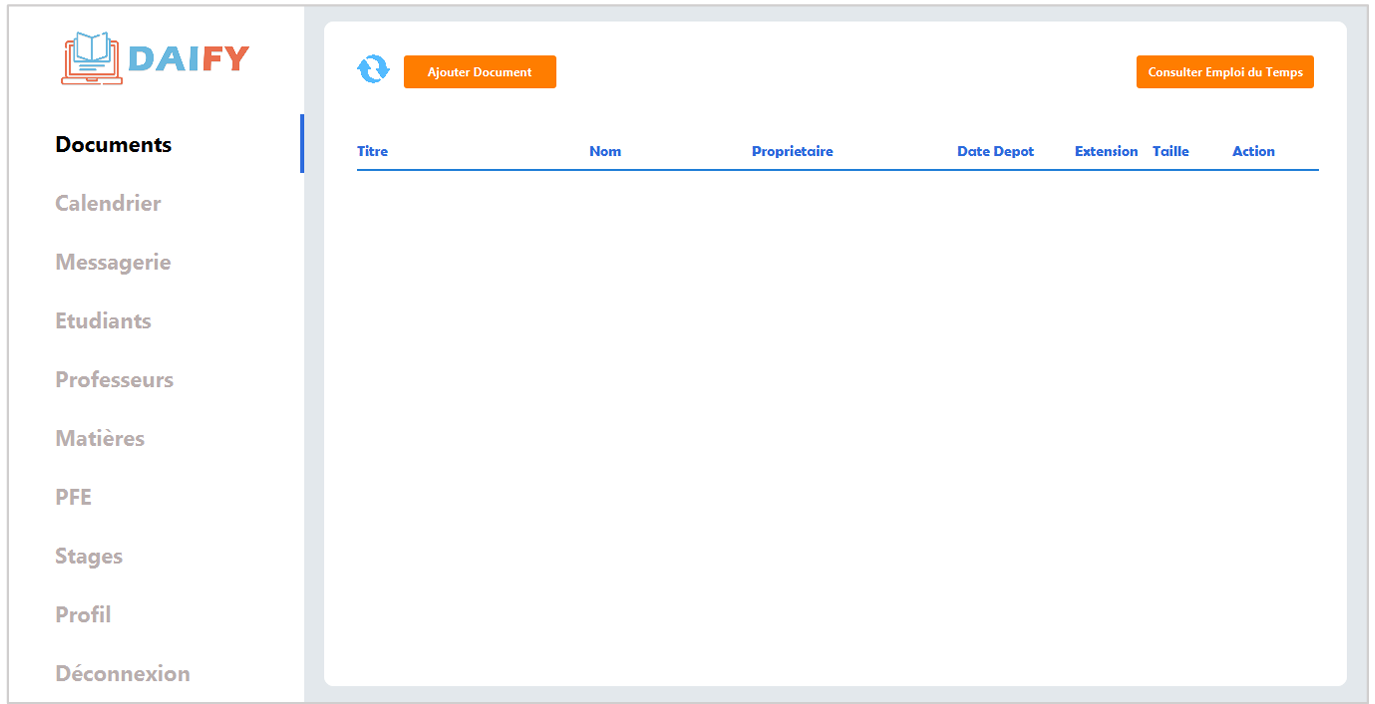 DAIFY
Documents
Calendrier
Messagerie
Etudiants
Professeurs
Matières
PFE
Stages
Profil
Déconnexion
Ajouter Document
Consulter Emploi du Temps
Titre Nom Proprietaire Date Depot Extension Taille Action